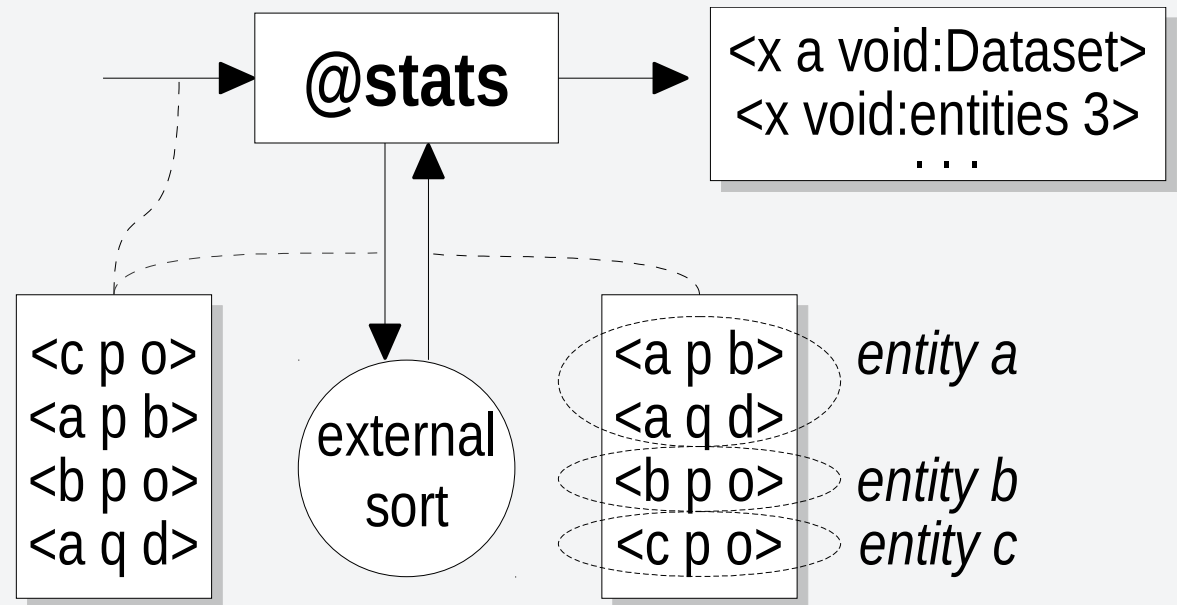 @stats
<x a void:Dataset>
<x void:entities 3>
. . .
<c p o>
<a p b>
<b p o>
<a q d>
external
sort
<a p b>
<a q d>
<b p o>
<c p o>
entity a
entity b
entity c